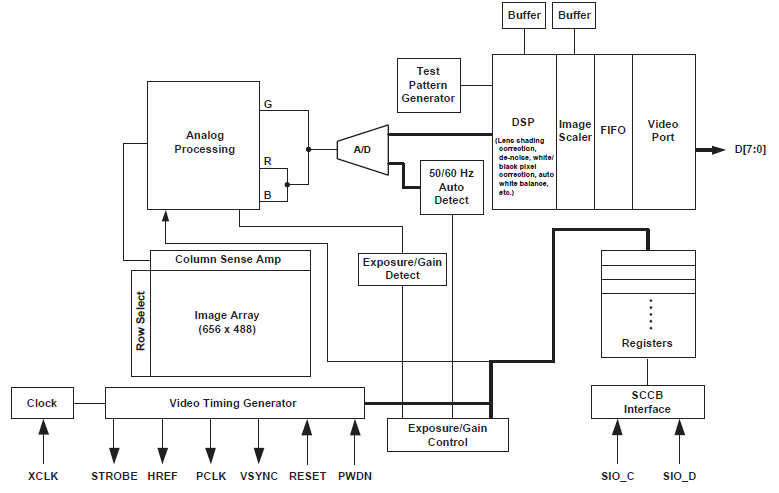 Buffer
Buffer
Test
Pattern
Generator
DSP
(Lens shading
correction,
de-noise, white/
black pixel
correction, auto
white balance,
etc.)
Image
Scaler
FIFO
Video
Port
D[7:0]
Analog
Processing
G
R
B
A/D
50/60 Hz
Auto
Detect
Column Sense Amp
Row Select
Image Array
(656 x 488)
Exposure/Gain
Detect
Registers
Clock
Video Timing Generator
Exposure/Gain
Control
SCCB
Interface
XCLK
STROBE
HREF
PCLK
VSYNC
RESET
PWDN
SIO_C
SIO_D